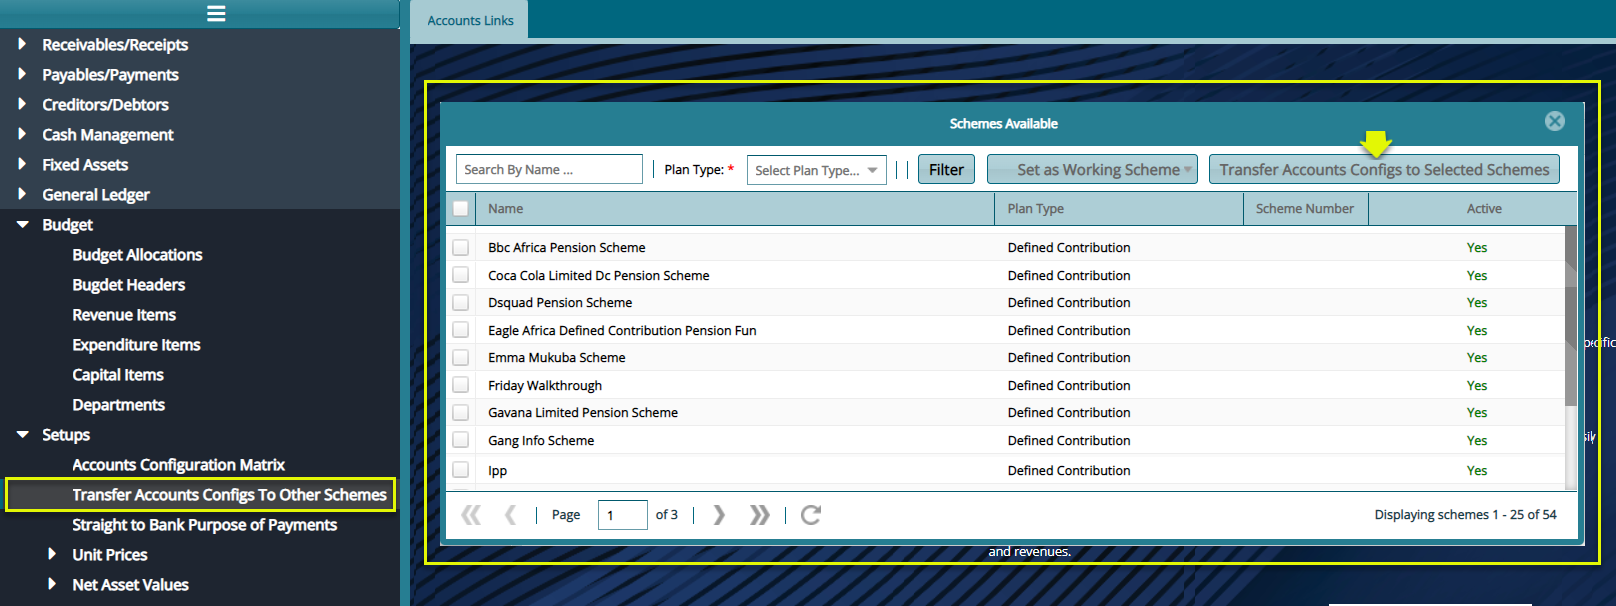 Accounts Links
Receivables/Receipts
Payables/Payments
Creditors/Debtors
Cash Management
Fixed Assets
General Ledger
Budget
Budget Allocations
Bugdet Headers
Revenue Items
Expenditure Items
Capital Items
Departments
Setups
Accounts Configuration Matrix
Transfer Accounts Configs To Other Schemes
Straight to Bank Purpose of Payments
Unit Prices
Net Asset Values
Schemes Available
Search By Name ... Plan Type: * Select Plan Type... Filter Set as Working Scheme Transfer Accounts Configs to Selected Schemes
Name Plan Type Scheme Number Active
Bbc Africa Pension Scheme Defined Contribution Yes
Coca Cola Limited Dc Pension Scheme Defined Contribution Yes
Dsquad Pension Scheme Defined Contribution Yes
Eagle Africa Defined Contribution Pension Fun Defined Contribution Yes
Emma Mukuba Scheme Defined Contribution Yes
Friday Walkthrough Defined Contribution Yes
Gavana Limited Pension Scheme Defined Contribution Yes
Gang Info Scheme Defined Contribution Yes
Ipp Defined Contribution Yes
Page 1 of 3 Displaying schemes 1 - 25 of 54
and revenues.